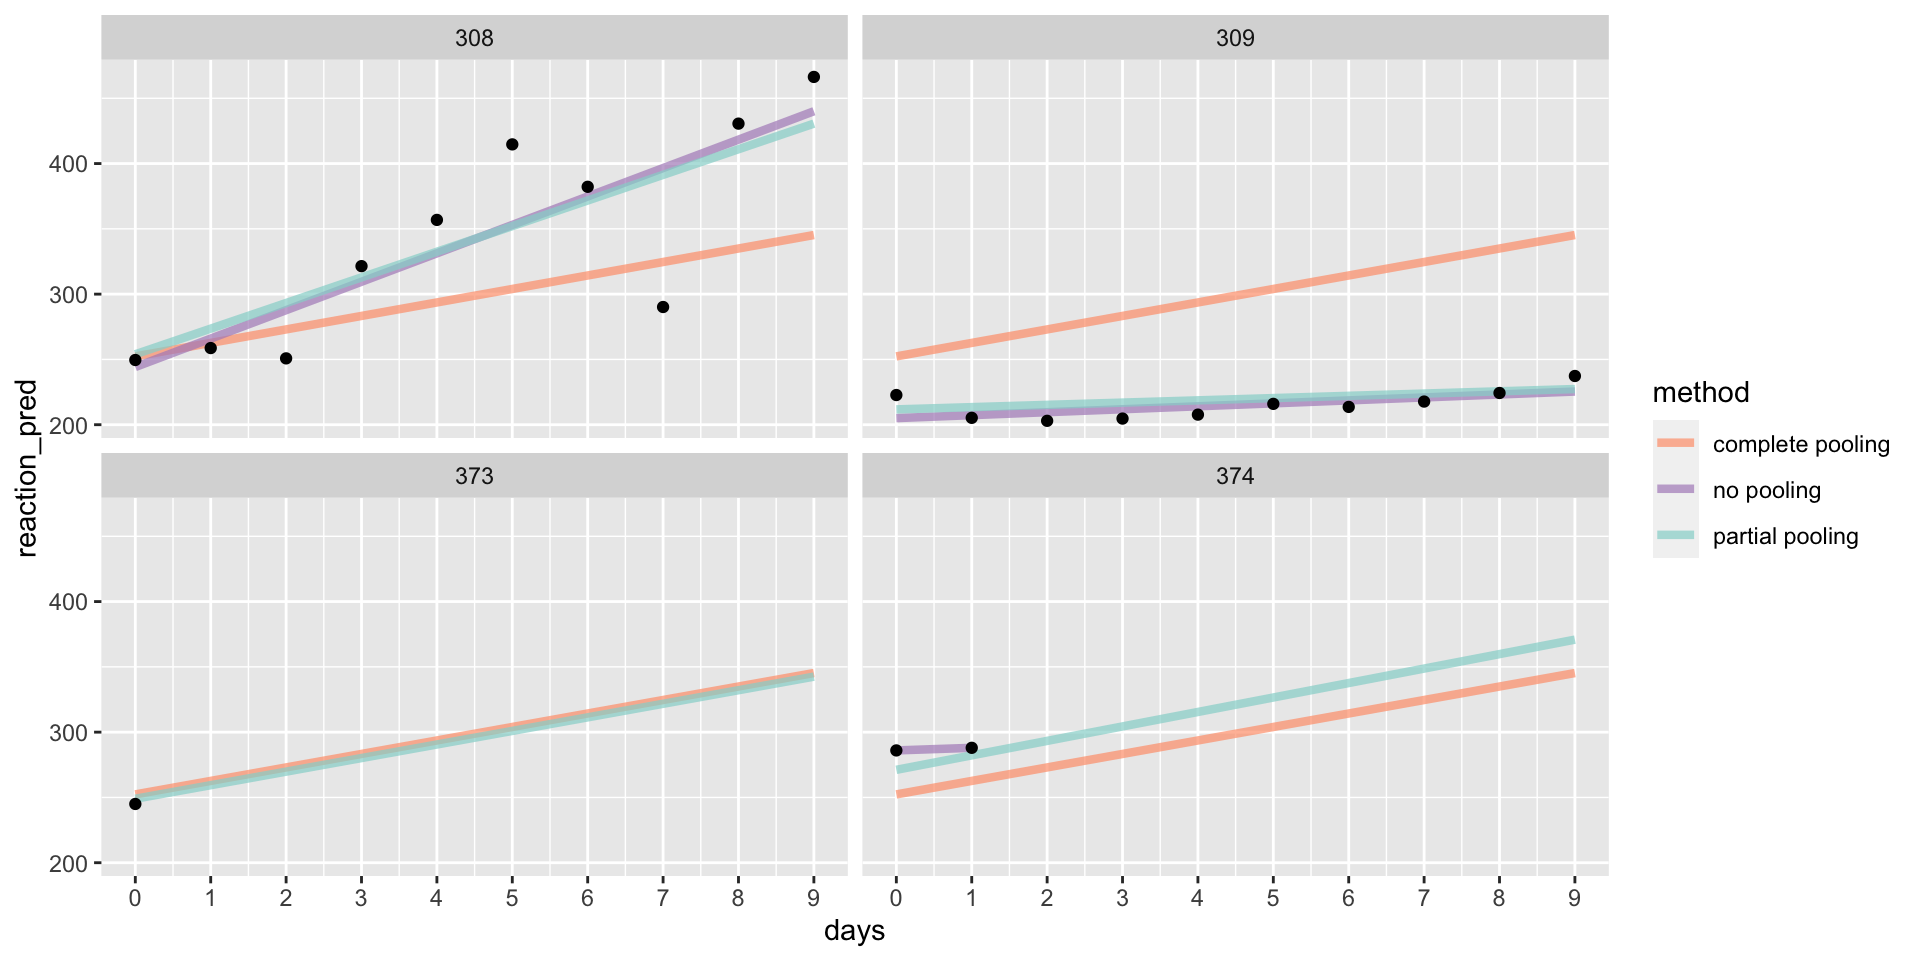 308
309
reaction_pred
400
300
200
373
374
400
300
200
0 1 2 3 4 5 6 7 8 9
0 1 2 3 4 5 6 7 8 9
days
method
complete pooling
no pooling
partial pooling